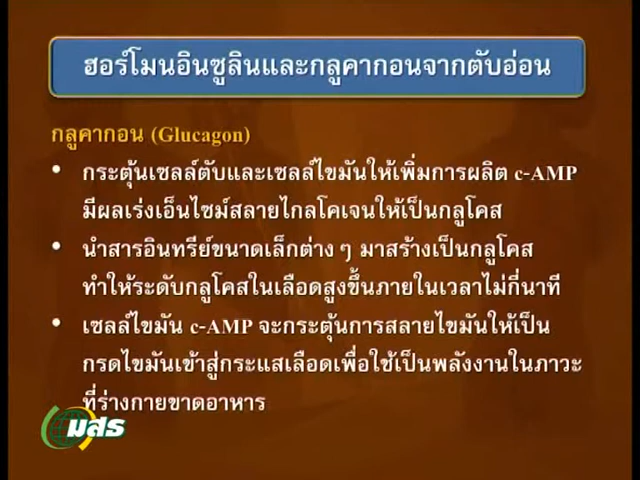 ฮอร์โมนอินซูลินและกลูคากอนจากตับอ่อน
กลูคากอน (Glucagon)
• กระตุ้นเซลล์ตับและเซลล์ไขมันให้เพิ่มการผลิต c-AMP
มีผลเร่งเอ็นไซม์สลายไกลโคเจนให้เป็นกลูโคส
• นำสารอินทรีย์ขนาดเล็กต่าง ๆ มาสร้างเป็นกลูโคส
ทำให้ระดับกลูโคสในเลือดสูงขึ้นภายในเวลาไม่กี่นาที
• เซลล์ไขมัน c-AMP จะกระตุ้นการสลายไขมันให้เป็น
กรดไขมันเข้าสู่กระแสเลือดเพื่อใช้เป็นพลังงานในภาวะ
ที่ร่างกายขาดอาหาร
มสธ